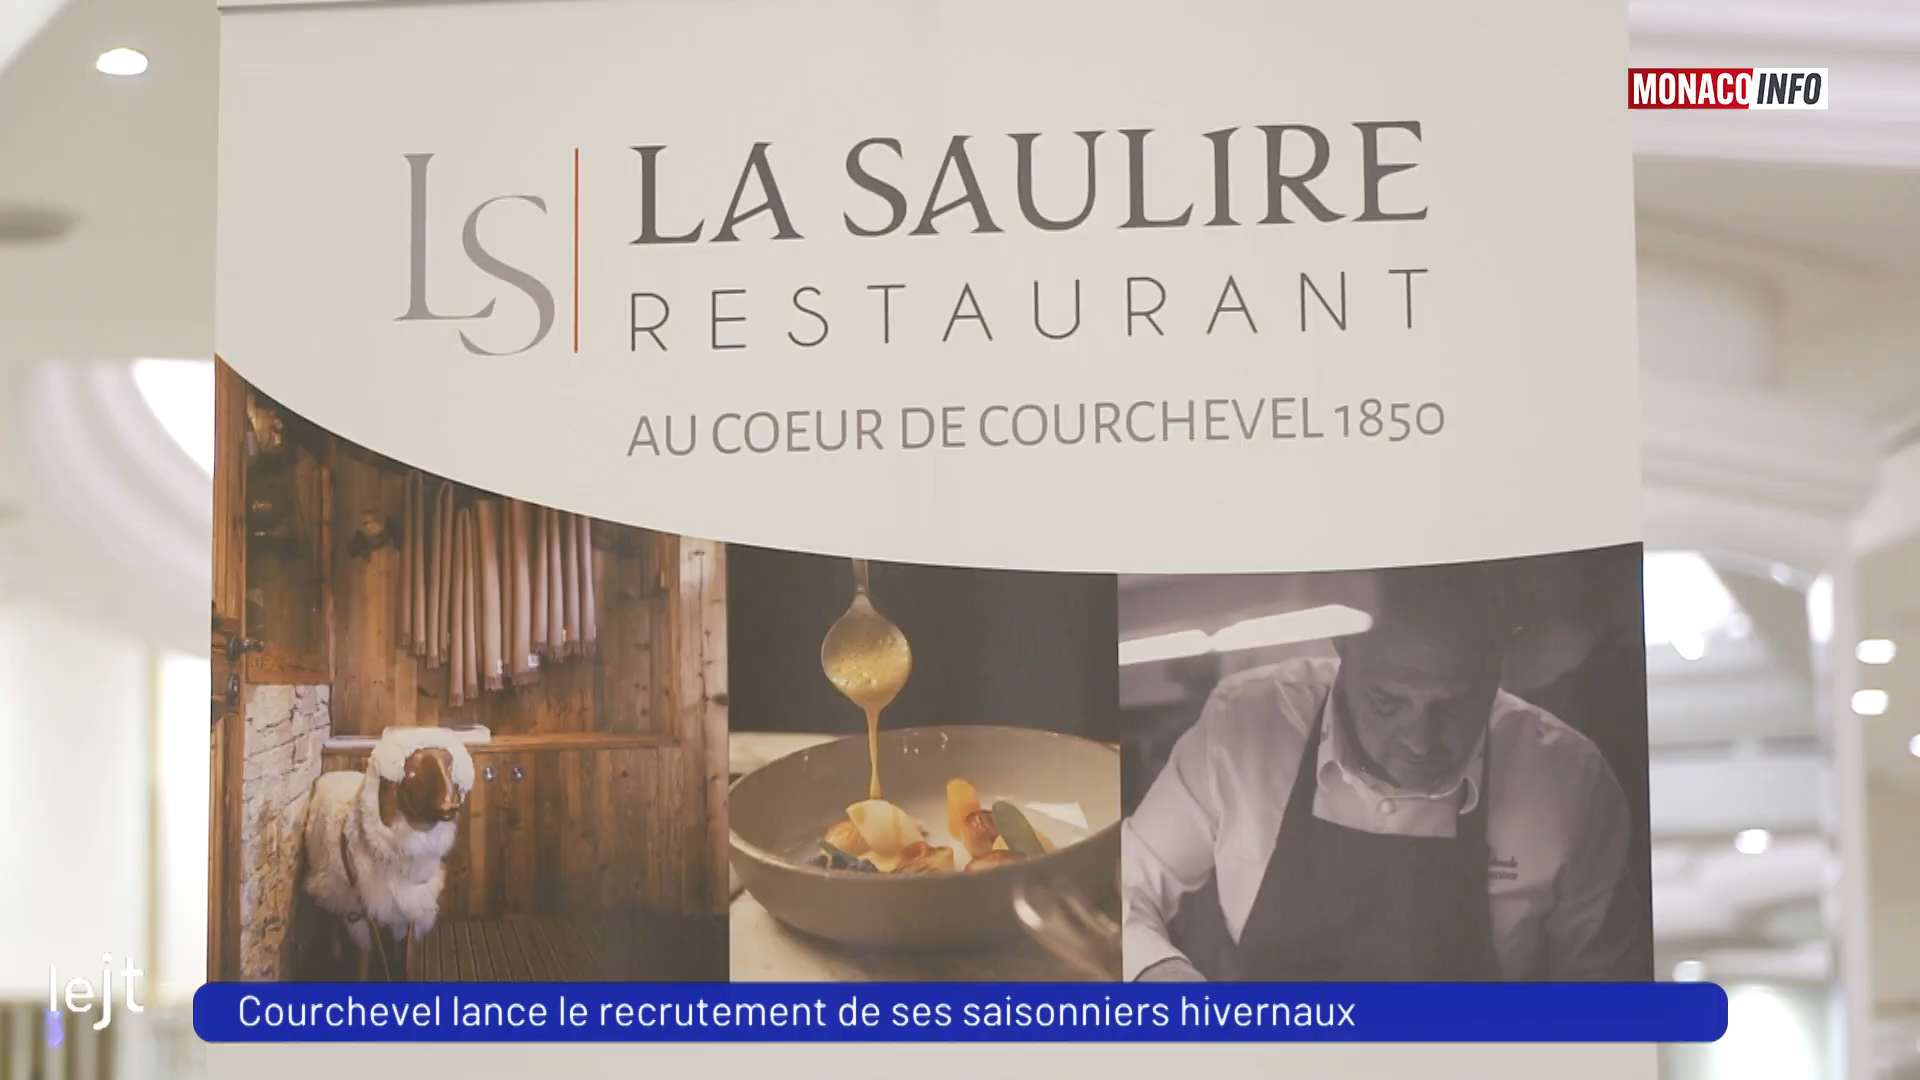 MONACO INFO
LS
LA SAULIRE
RESTAURANT
AU COEUR DE COURCHEVEL 1850
lejt
Courchevel lance le recrutement de ses saisonniers hivernaux